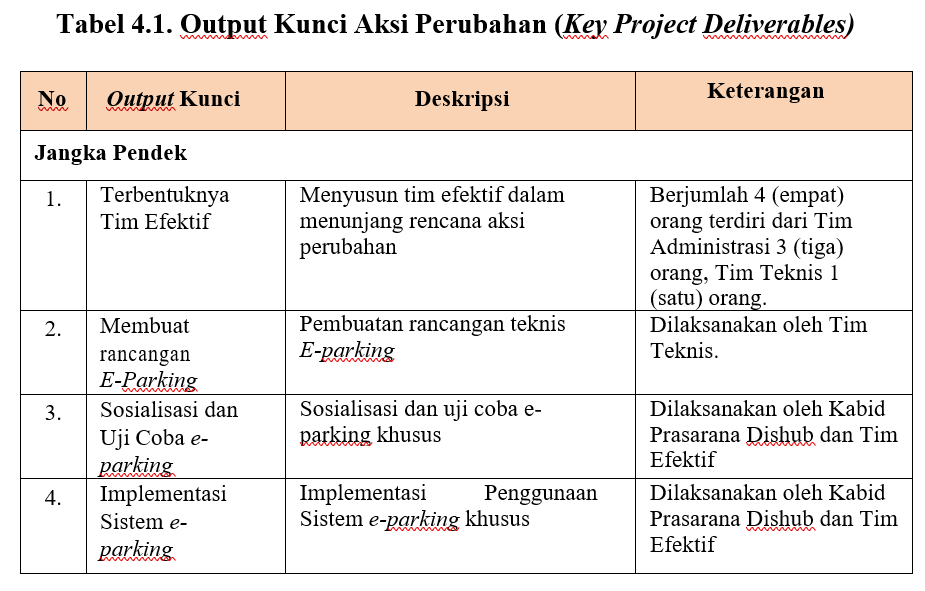 Tabel 4.1. Output Kunci Aksi Perubahan (Key Project Deliverables)
No
Output Kunci
Deskripsi
Keterangan
Jangka Pendek
1.
Terbentuknya
Tim Efektif
Menyusun tim efektif dalam
menunjang rencana aksi
perubahan
Berjumlah 4 (empat)
orang terdiri dari Tim
Administrasi 3 (tiga)
orang, Tim Teknis 1
(satu) orang.
2.
Membuat
rancangan
E-Parking
Pembuatan rancangan teknis
E-parking
Dilaksanakan oleh Tim
Teknis.
3.
Sosialisasi dan
Uji Coba e-
parking
Sosialisasi dan uji coba e-
parking khusus
Dilaksanakan oleh Kabid
Prasarana Dishub dan Tim
Efektif
4.
Implementasi
Sistem e-
parking
Implementasi Penggunaan
Sistem e-parking khusus
Dilaksanakan oleh Kabid
Prasarana Dishub dan Tim
Efektif